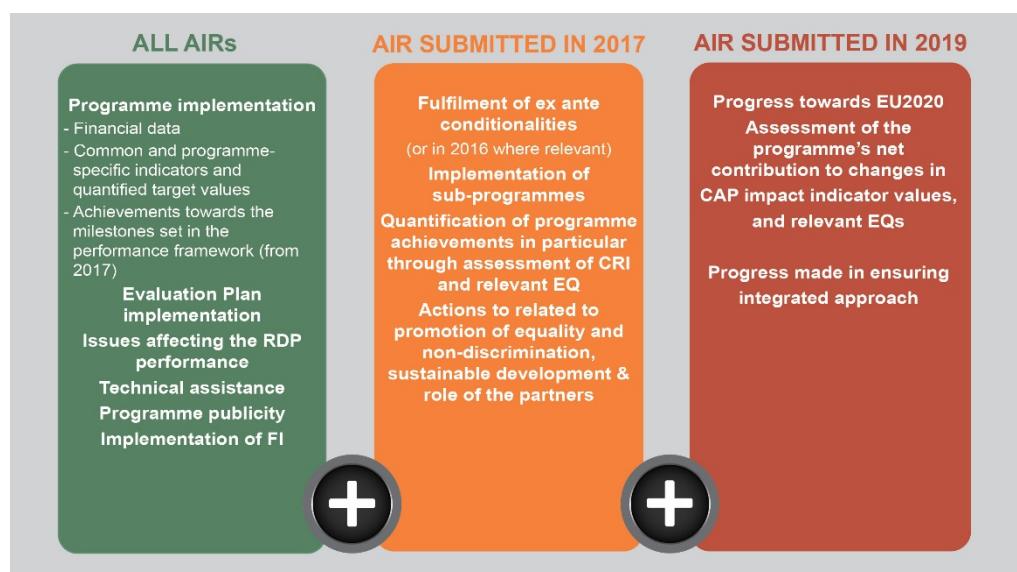 ALL AIRs
Programme implementation
- Financial data
- Common and programme-
specific indicators and
quantified target values
- Achievements towards the
milestones set in the
performance framework (from
2017)
Evaluation Plan
implementation
Issues affecting the RDP
performance
Technical assistance
Programme publicity
Implementation of FI
AIR SUBMITTED IN 2017
Fulfilment of ex ante
conditionalities
(or in 2016 where relevant)
Implementation of
sub-programmes
Quantification of programme
achievements in particular
through assessment of CRI
and relevant EQ
Actions to related to
promotion of equality and
non-discrimination,
sustainable development &
role of the partners
AIR SUBMITTED IN 2019
Progress towards EU2020
Assessment of the
programme's net
contribution to changes in
CAP impact indicator values,
and relevant EQs
Progress made in ensuring
integrated approach